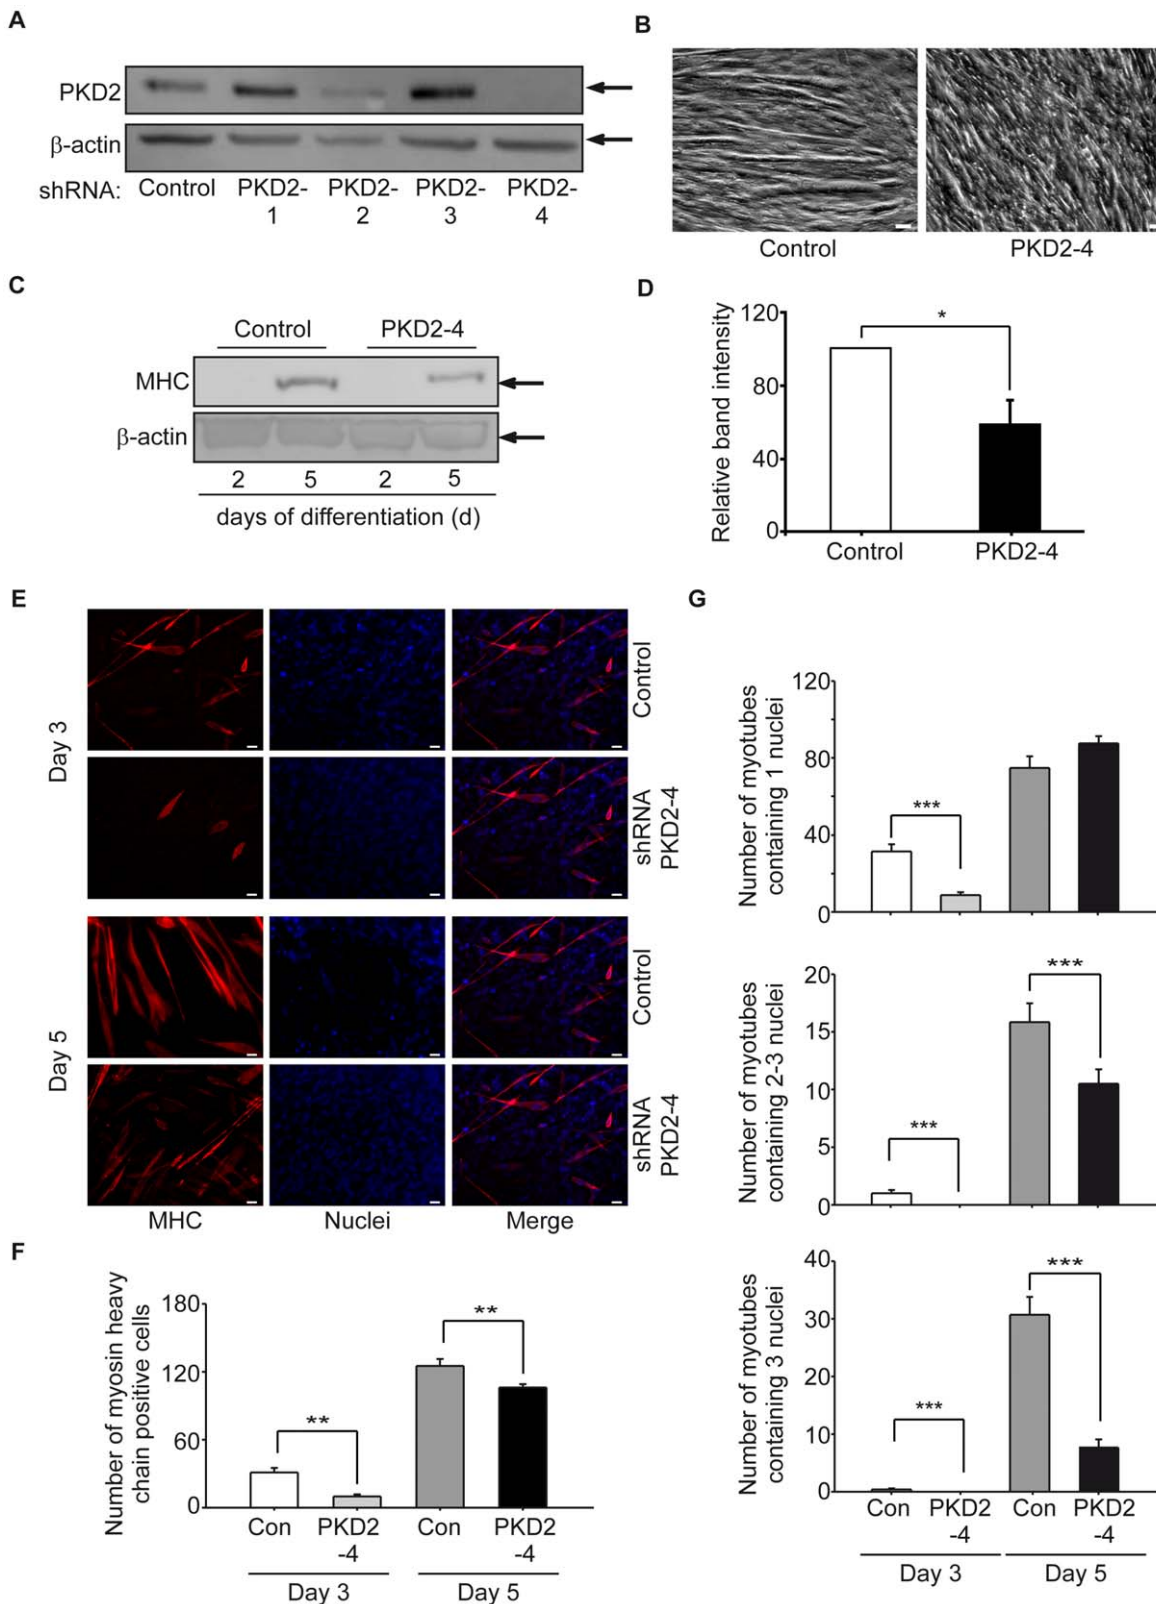 A
PKD2
β-actin
shRNA: Control PKD2-1 PKD2-2 PKD2-3 PKD2-4
B
Control PKD2-4
C
Control PKD2-4
MHC
β-actin
2 5 2 5
days of differentiation (d)
D
Relative band intensity
120
80
40
0
*
Control PKD2-4
E
Day 3
Day 5
Control
shRNA PKD2-4
Control
shRNA PKD2-4
MHC Nuclei Merge
F
Number of myosin heavy
chain positive cells
180
120
60
0
**
**
Con PKD2-4 Con PKD2-4
Day 3 Day 5
G
Number of myotubes
containing 1 nuclei
120
80
40
0
***
Number of myotubes
containing 2-3 nuclei
20
15
10
5
0
***
***
Number of myotubes
containing 3 nuclei
40
30
20
10
0
***
***
Con PKD2-4 Con PKD2-4
Day 3 Day 5